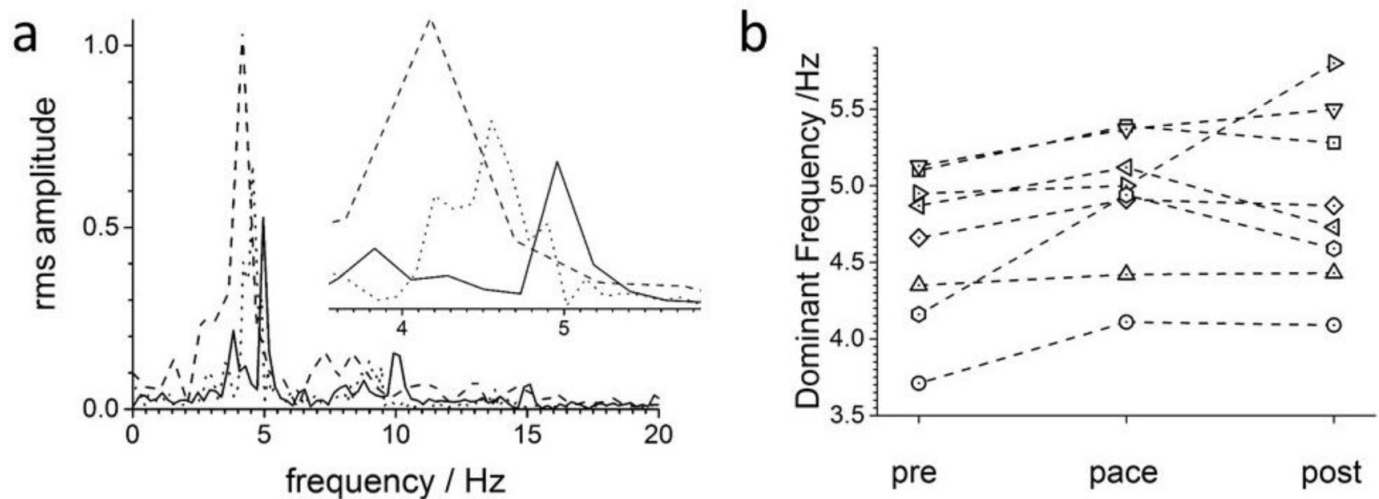 a
rms amplitude
1.0
0.5
0.0
0 5 10 15 20
frequency / Hz
4 5
b
Dominant Frequency /Hz
5.5
5.0
4.5
4.0
3.5
pre pace post